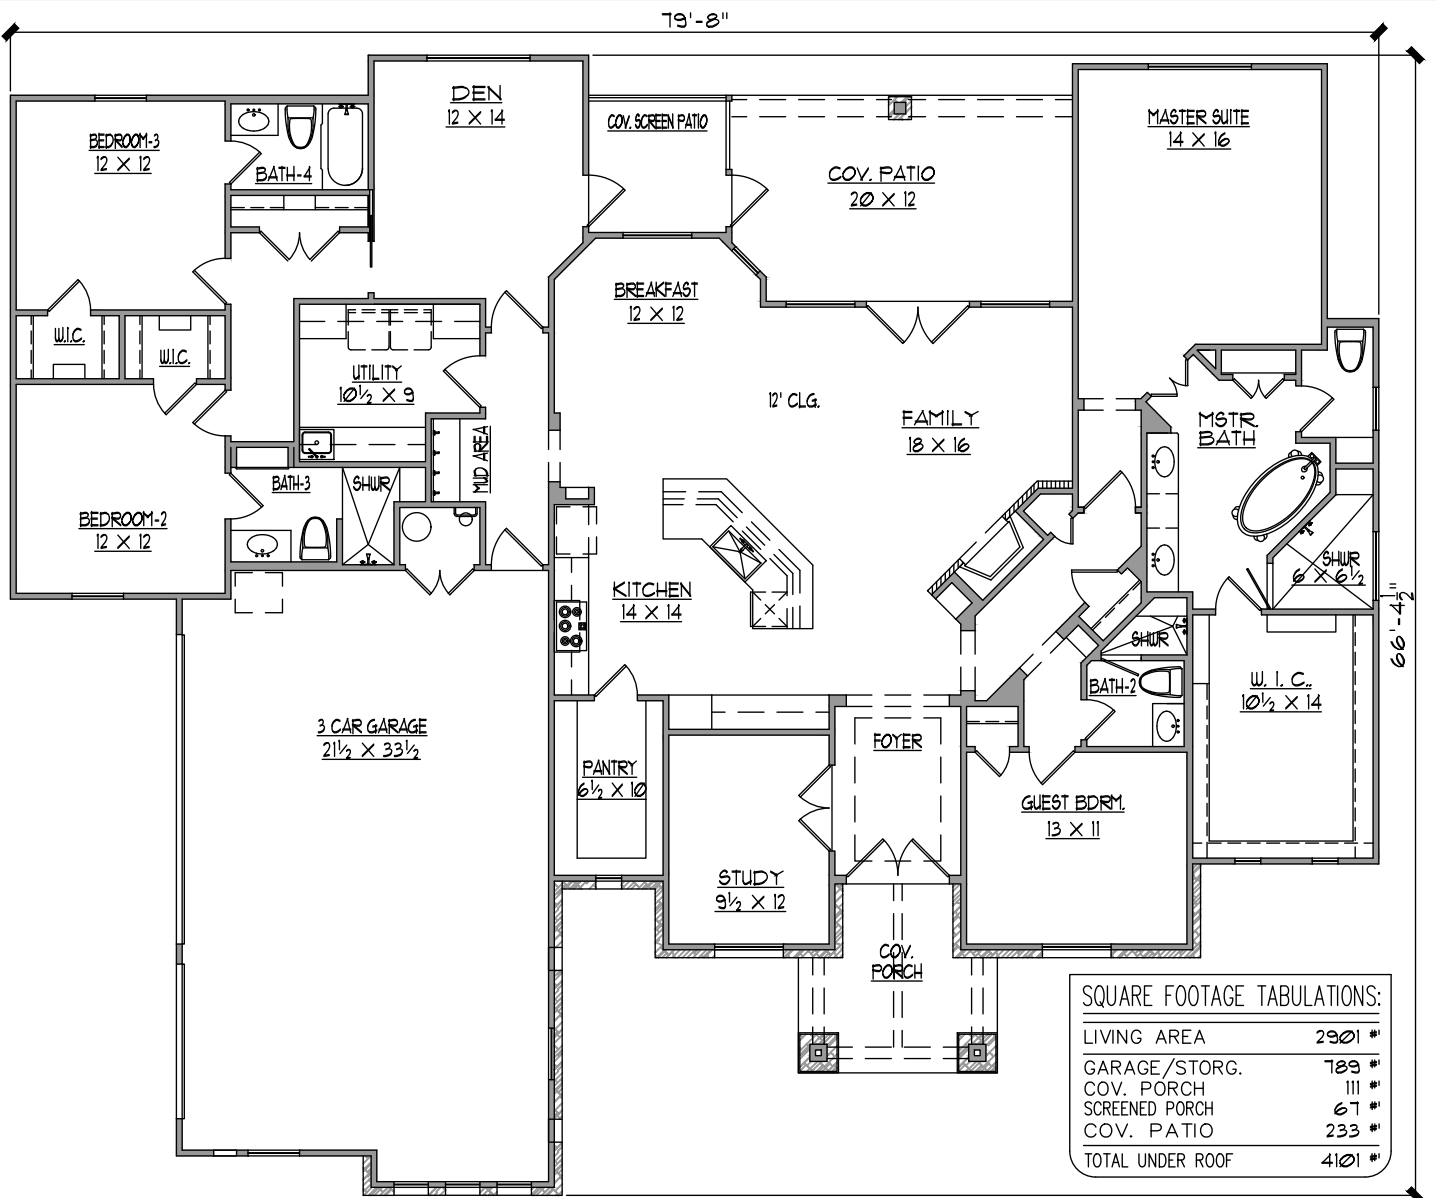 79'-8"
DEN
12 X 14
BEDROOM-3
12 X 12
BATH-4
COV. SCREEN PATIO
COV. PATIO
20 X 12
MASTER SUITE
14 X 16
BREAKFAST
12 X 12
W.I.C.
W.I.C.
UTILITY
10½ X 9
12' CLG.
FAMILY
18 X 16
MSTR.
BATH
MUD AREA
BATH-3
SHWR
BEDROOM-2
12 X 12
KITCHEN
14 X 14
SHWR
6 X 6½
66'-4½"
SHWR
BATH-2
W. I. C..
10½ X 14
3 CAR GARAGE
21½ X 33½
FOYER
PANTRY
6½ X 10
GUEST BDRM.
13 X 11
STUDY
9½ X 12
COV.
PORCH
SQUARE FOOTAGE TABULATIONS:
LIVING AREA 2901 #'
GARAGE/STORG. 789 #'
COV. PORCH 111 #'
SCREENED PORCH 67 #'
COV. PATIO 233 #'
TOTAL UNDER ROOF 4101 #'